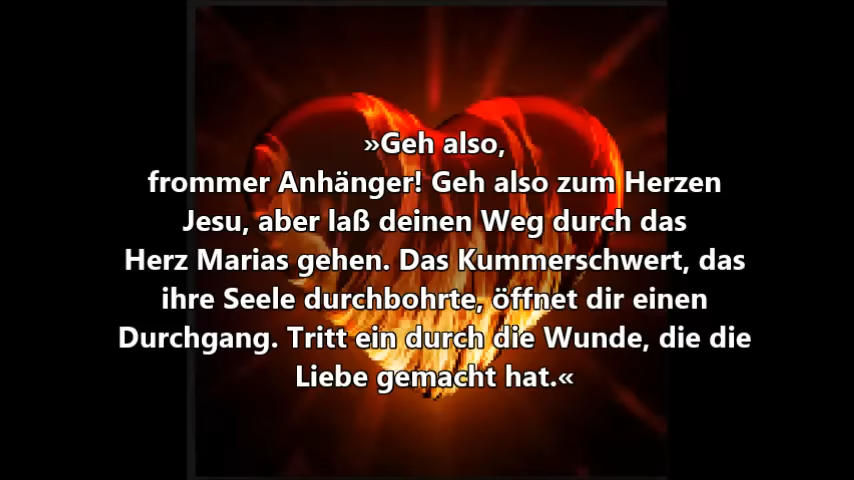 »Geh also,
frommer Anhänger! Geh also zum Herzen
Jesu, aber laß deinen Weg durch das
Herz Marias gehen. Das Kummerschwert, das
ihre Seele durchbohrte, öffnet dir einen
Durchgang. Tritt ein durch die Wunde, die die
Liebe gemacht hat.«